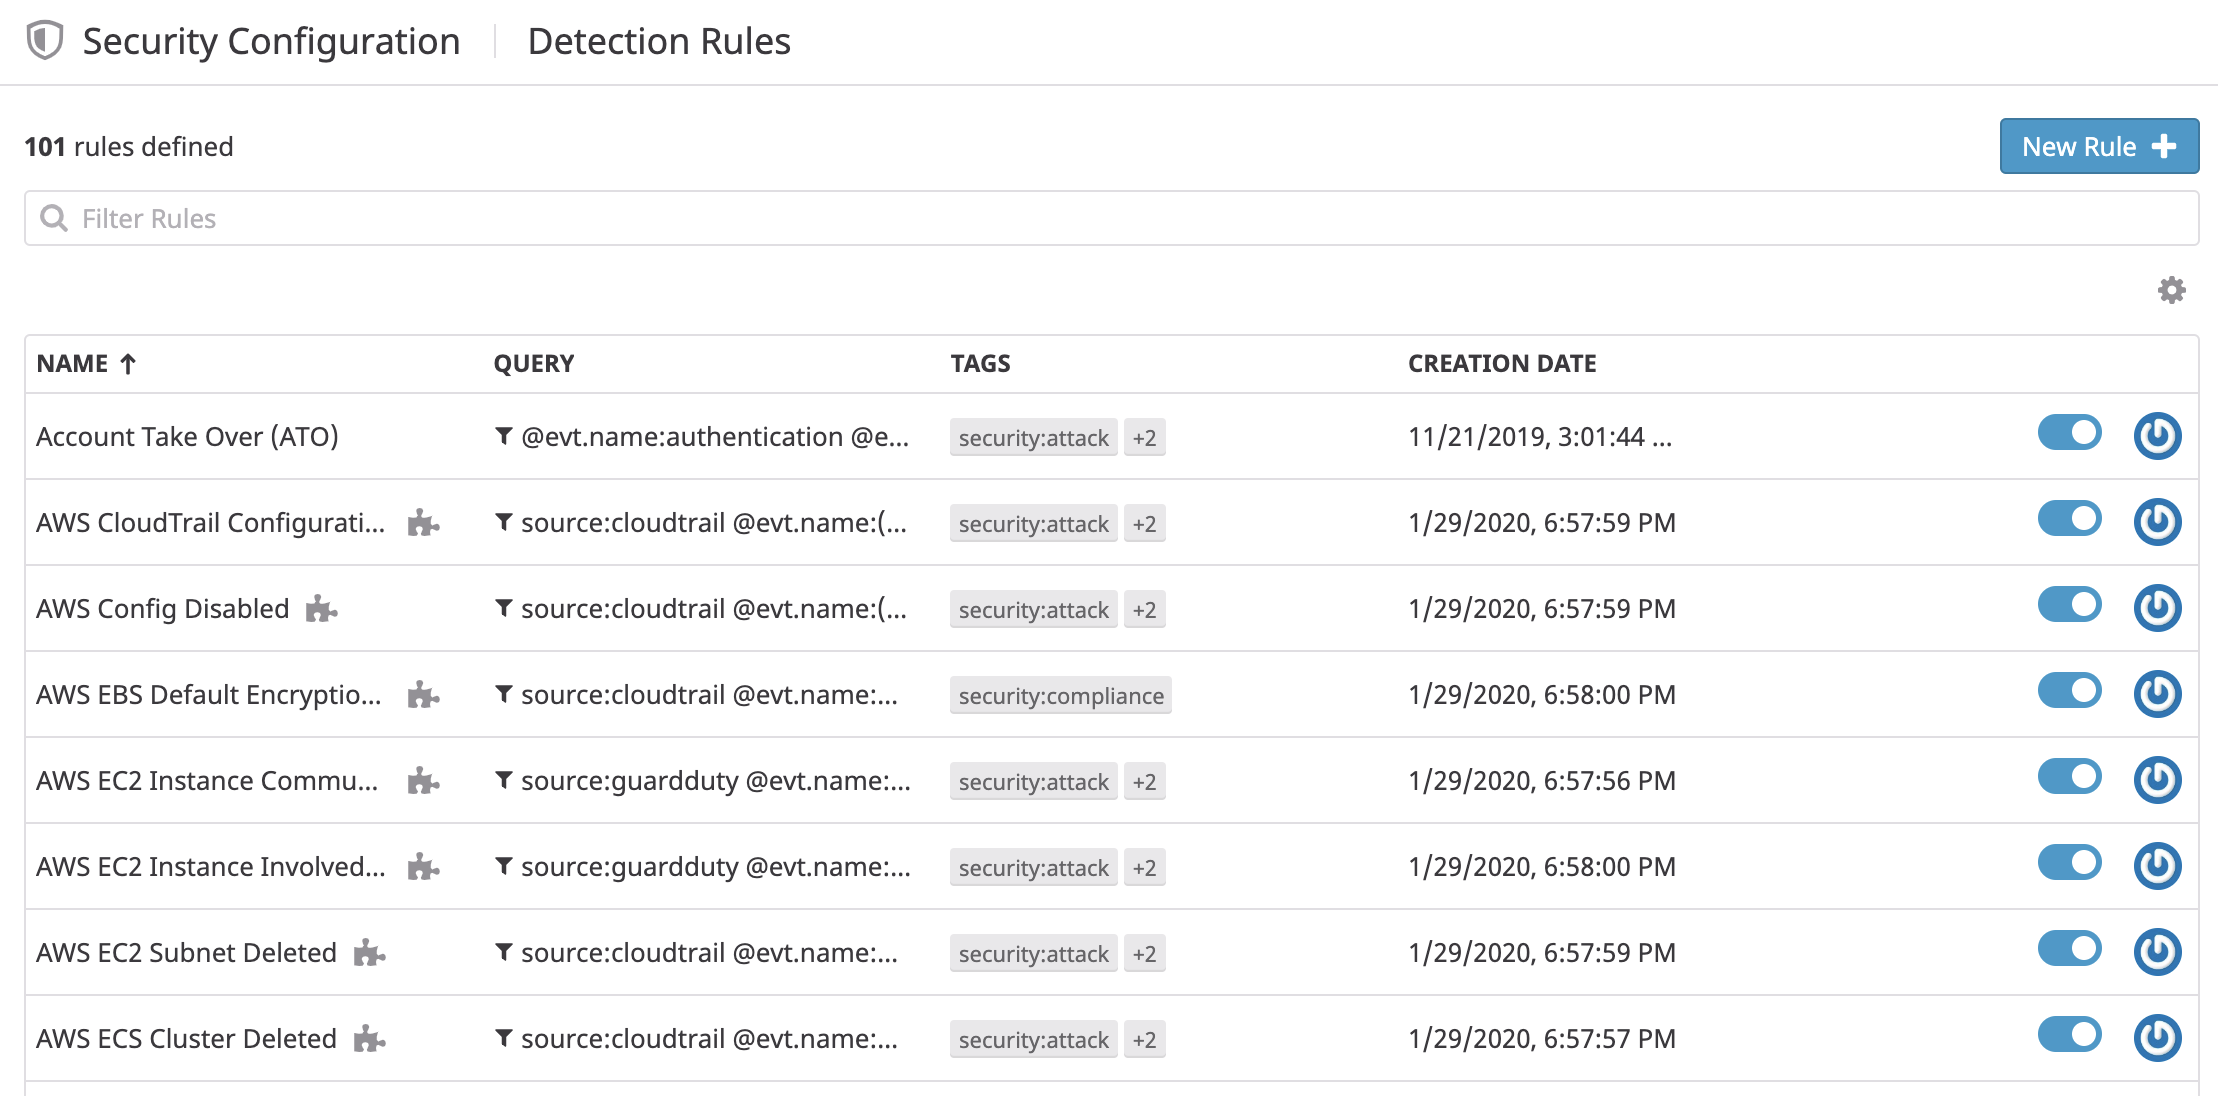 Security Configuration Detection Rules
101 rules defined
New Rule
Filter Rules
NAME QUERY TAGS CREATION DATE
Account Take Over (ATO) @evt.name:authentication @e... security:attack +2 11/21/2019, 3:01:44 ...
AWS CloudTrail Configurati... source:cloudtrail @evt.name:(... security:attack +2 1/29/2020, 6:57:59 PM
AWS Config Disabled source:cloudtrail @evt.name:(... security:attack +2 1/29/2020, 6:57:59 PM
AWS EBS Default Encryptio... source:cloudtrail @evt.name:... security:compliance 1/29/2020, 6:58:00 PM
AWS EC2 Instance Commu... source:guardduty @evt.name:... security:attack +2 1/29/2020, 6:57:56 PM
AWS EC2 Instance Involved... source:guardduty @evt.name:... security:attack +2 1/29/2020, 6:58:00 PM
AWS EC2 Subnet Deleted source:cloudtrail @evt.name:... security:attack +2 1/29/2020, 6:57:59 PM
AWS ECS Cluster Deleted source:cloudtrail @evt.name:... security:attack +2 1/29/2020, 6:57:57 PM